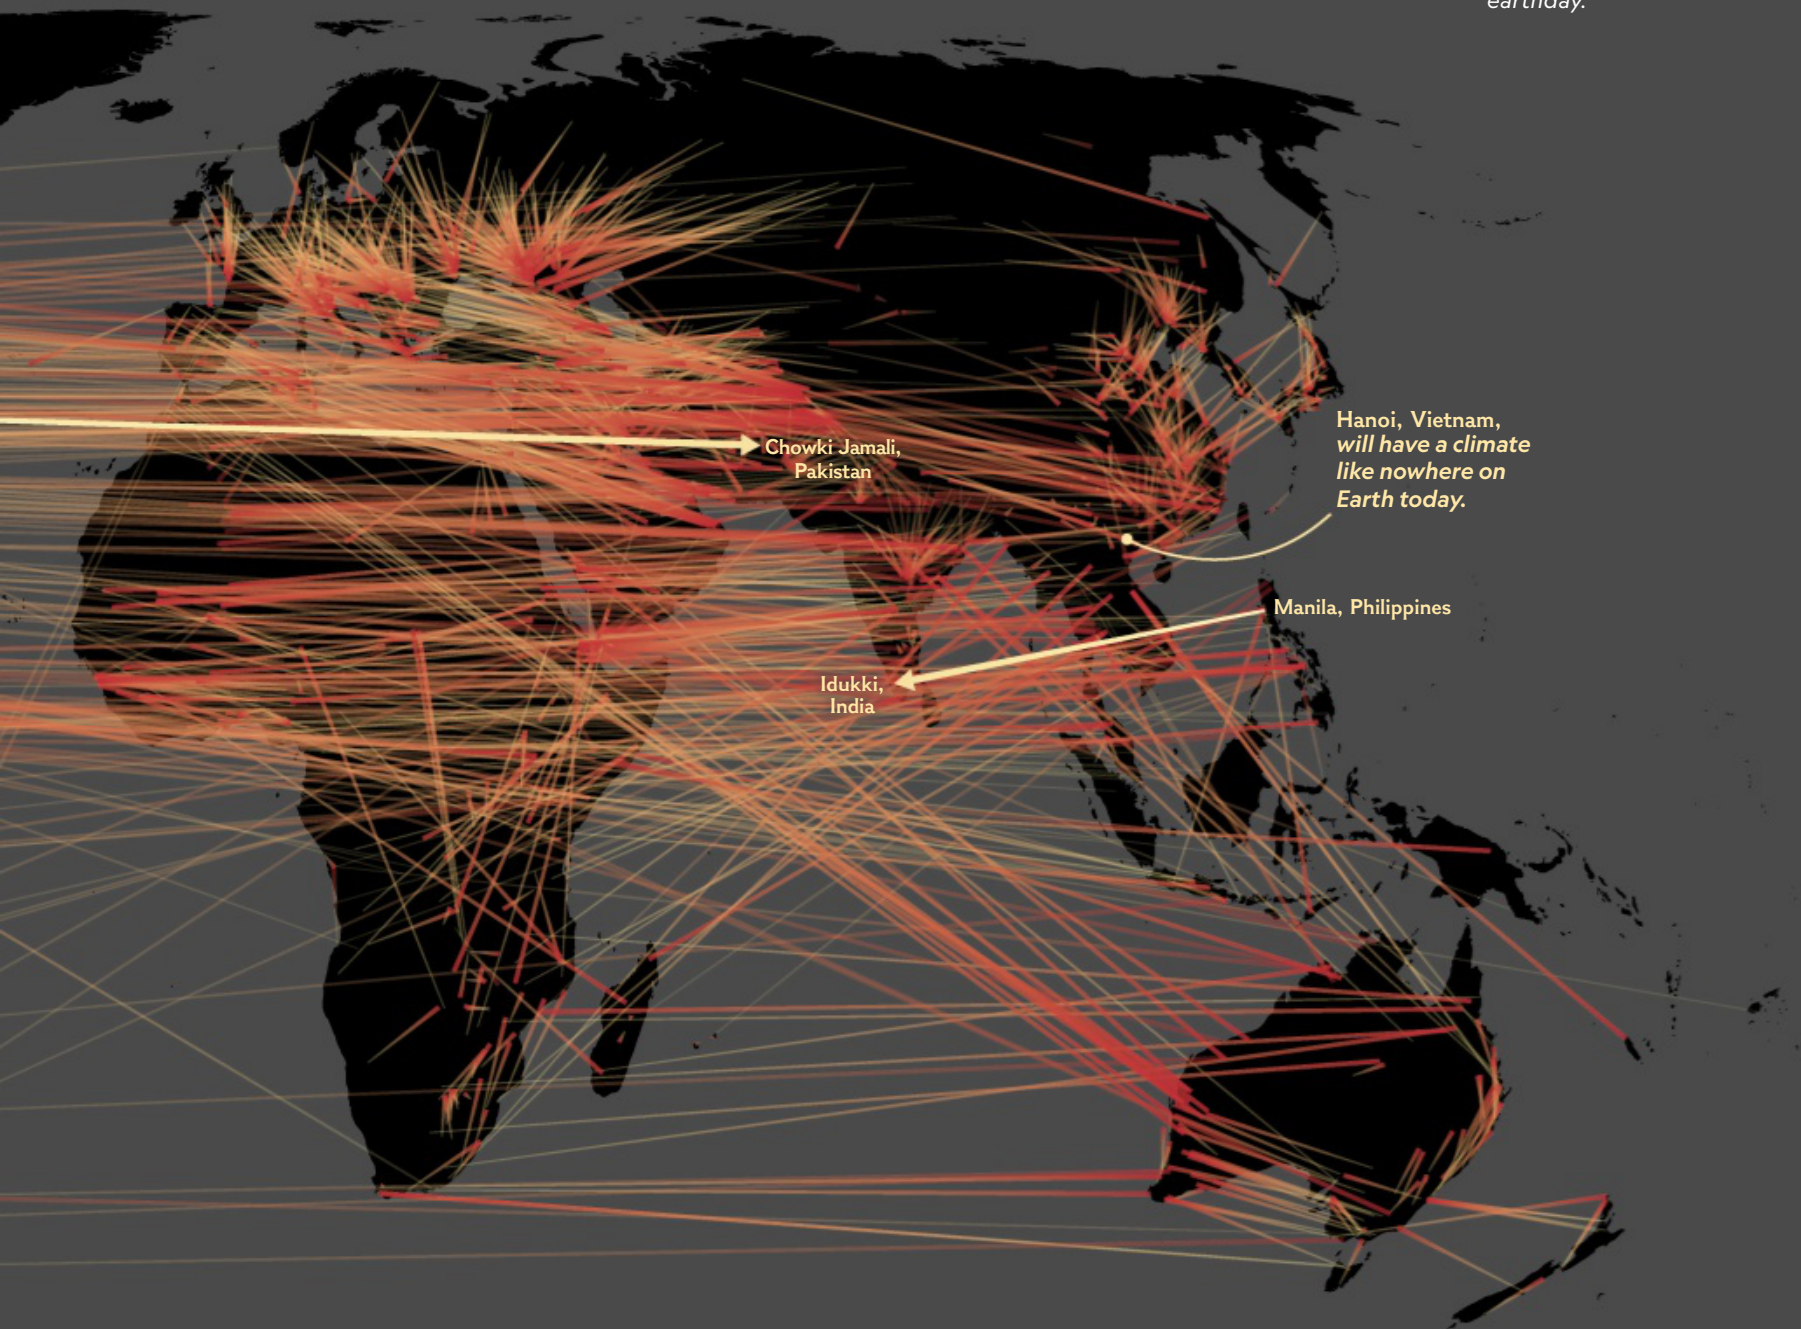 earthday.
Hanoi, Vietnam,
will have a climate
like nowhere on
Earth today.
Chowki Jamali,
Pakistan
Manila, Philippines
Idukki,
India